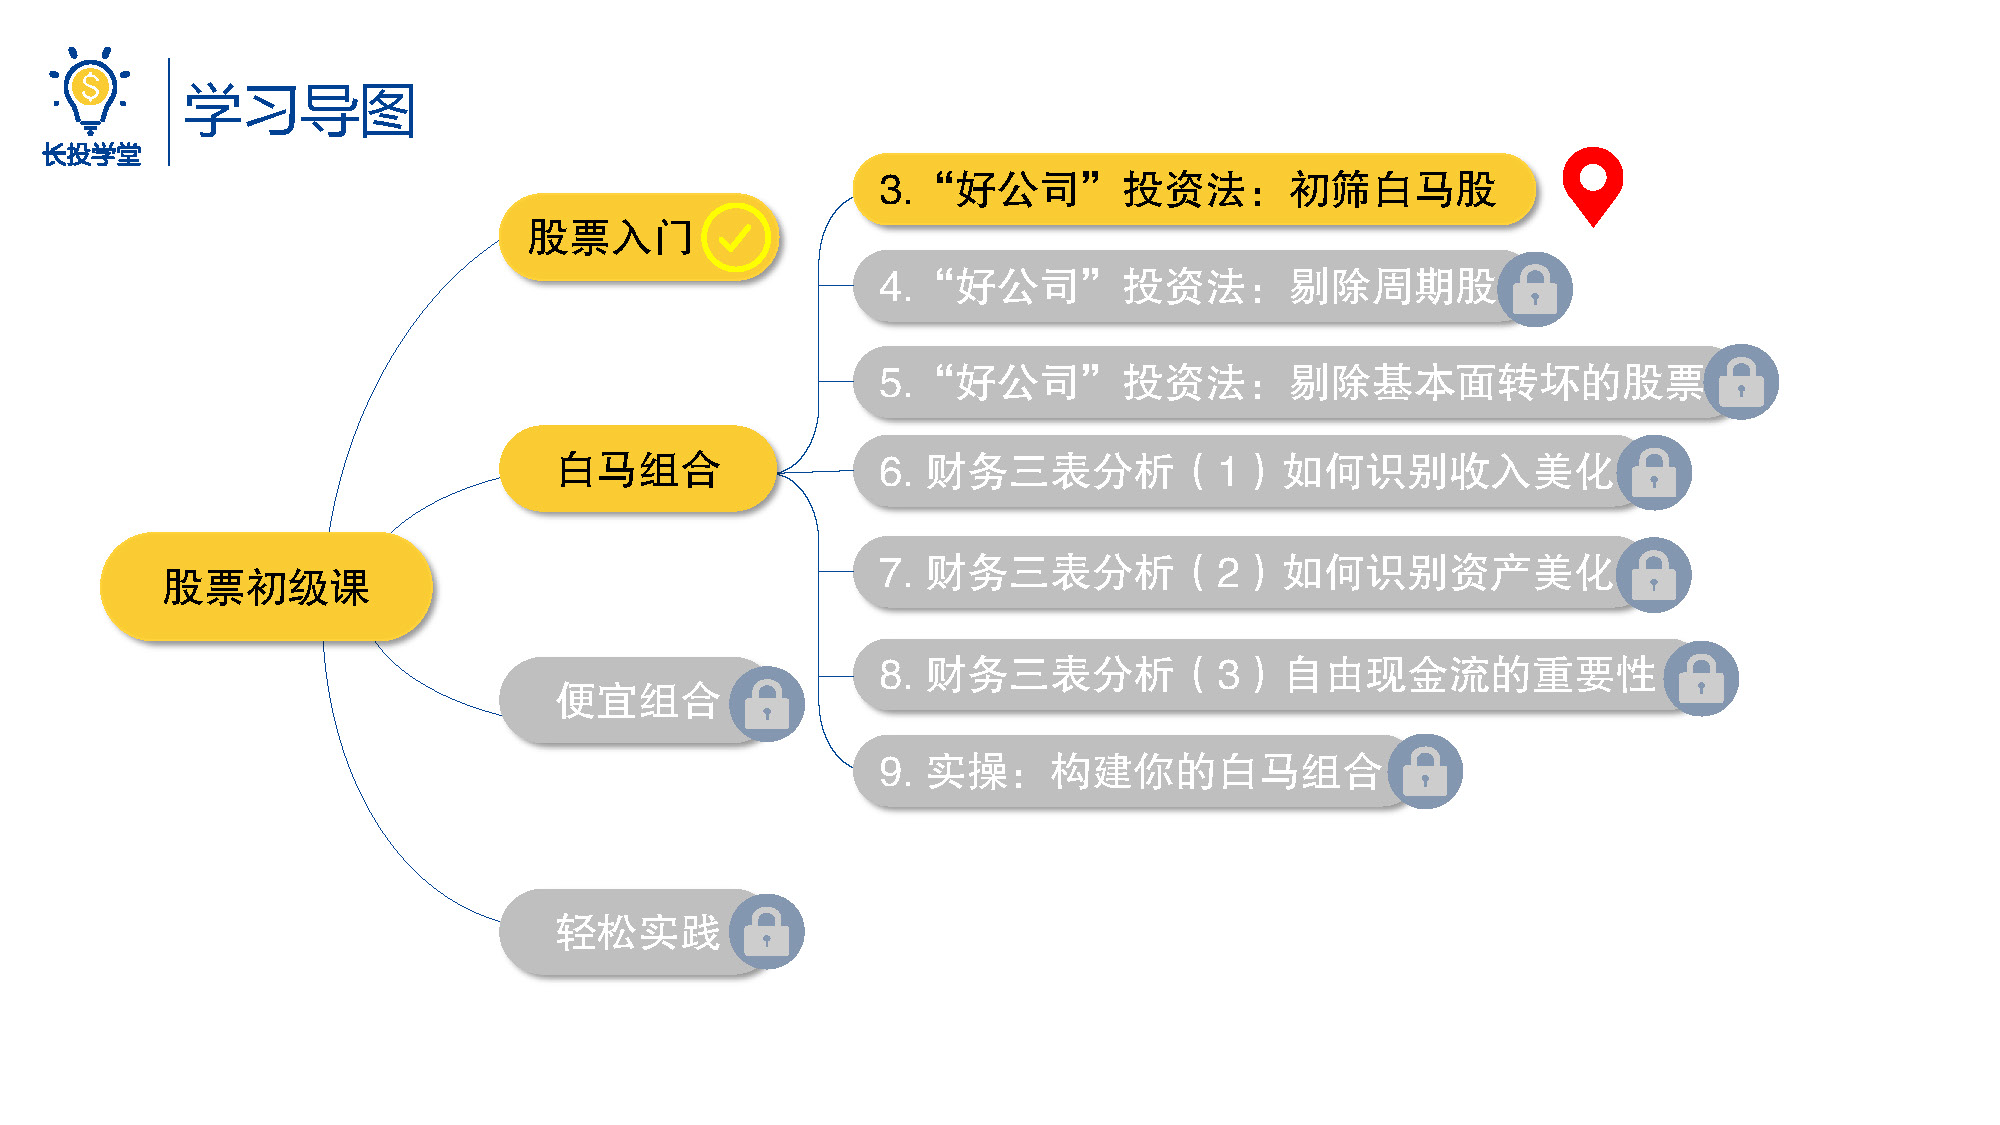 长投学堂
学习导图
股票初级课
股票入门
白马组合
3. “好公司”投资法：初筛白马股
4. “好公司”投资法：剔除周期股
5. “好公司”投资法：剔除基本面转坏的股票
6. 财务三表分析（1）如何识别收入美化
7. 财务三表分析（2）如何识别资产美化
8. 财务三表分析（3）自由现金流的重要性
9. 实操：构建你的白马组合
便宜组合
轻松实践